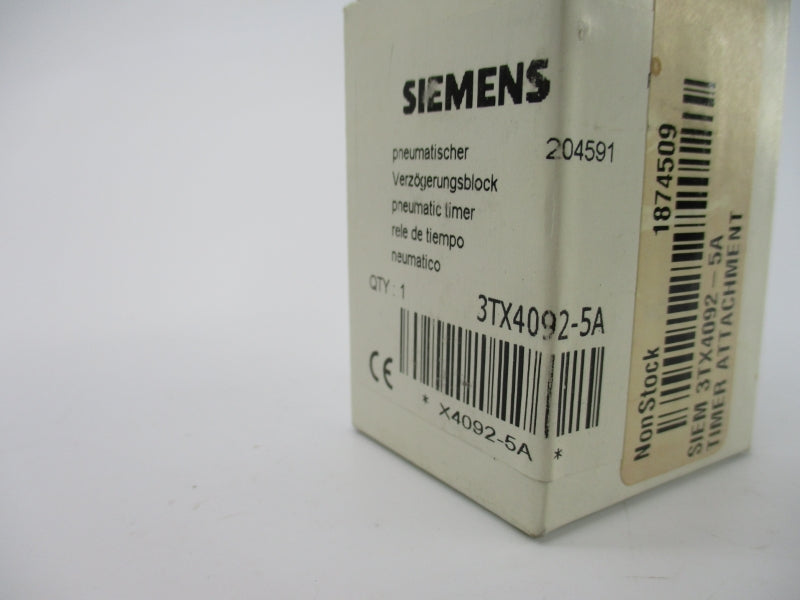 SIEMENS
pneumatischer
204591
Verzögerungsblock
pneumatic timer
rele de tiempo
neumatico
QTY : 1
3TX4092-5A
CE
* X4092-5A *
NonStock 1874509
SIEM 3TX4092-5A
TIMER ATTACHMENT